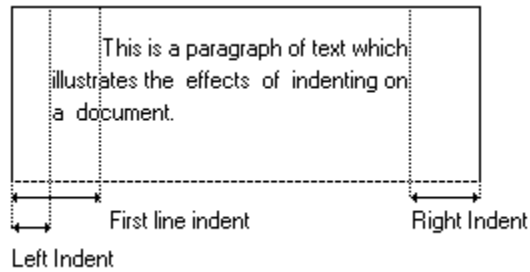 This is a paragraph of text which
illustrates the effects of indenting on
a document.
First line indent
Right Indent
Left Indent